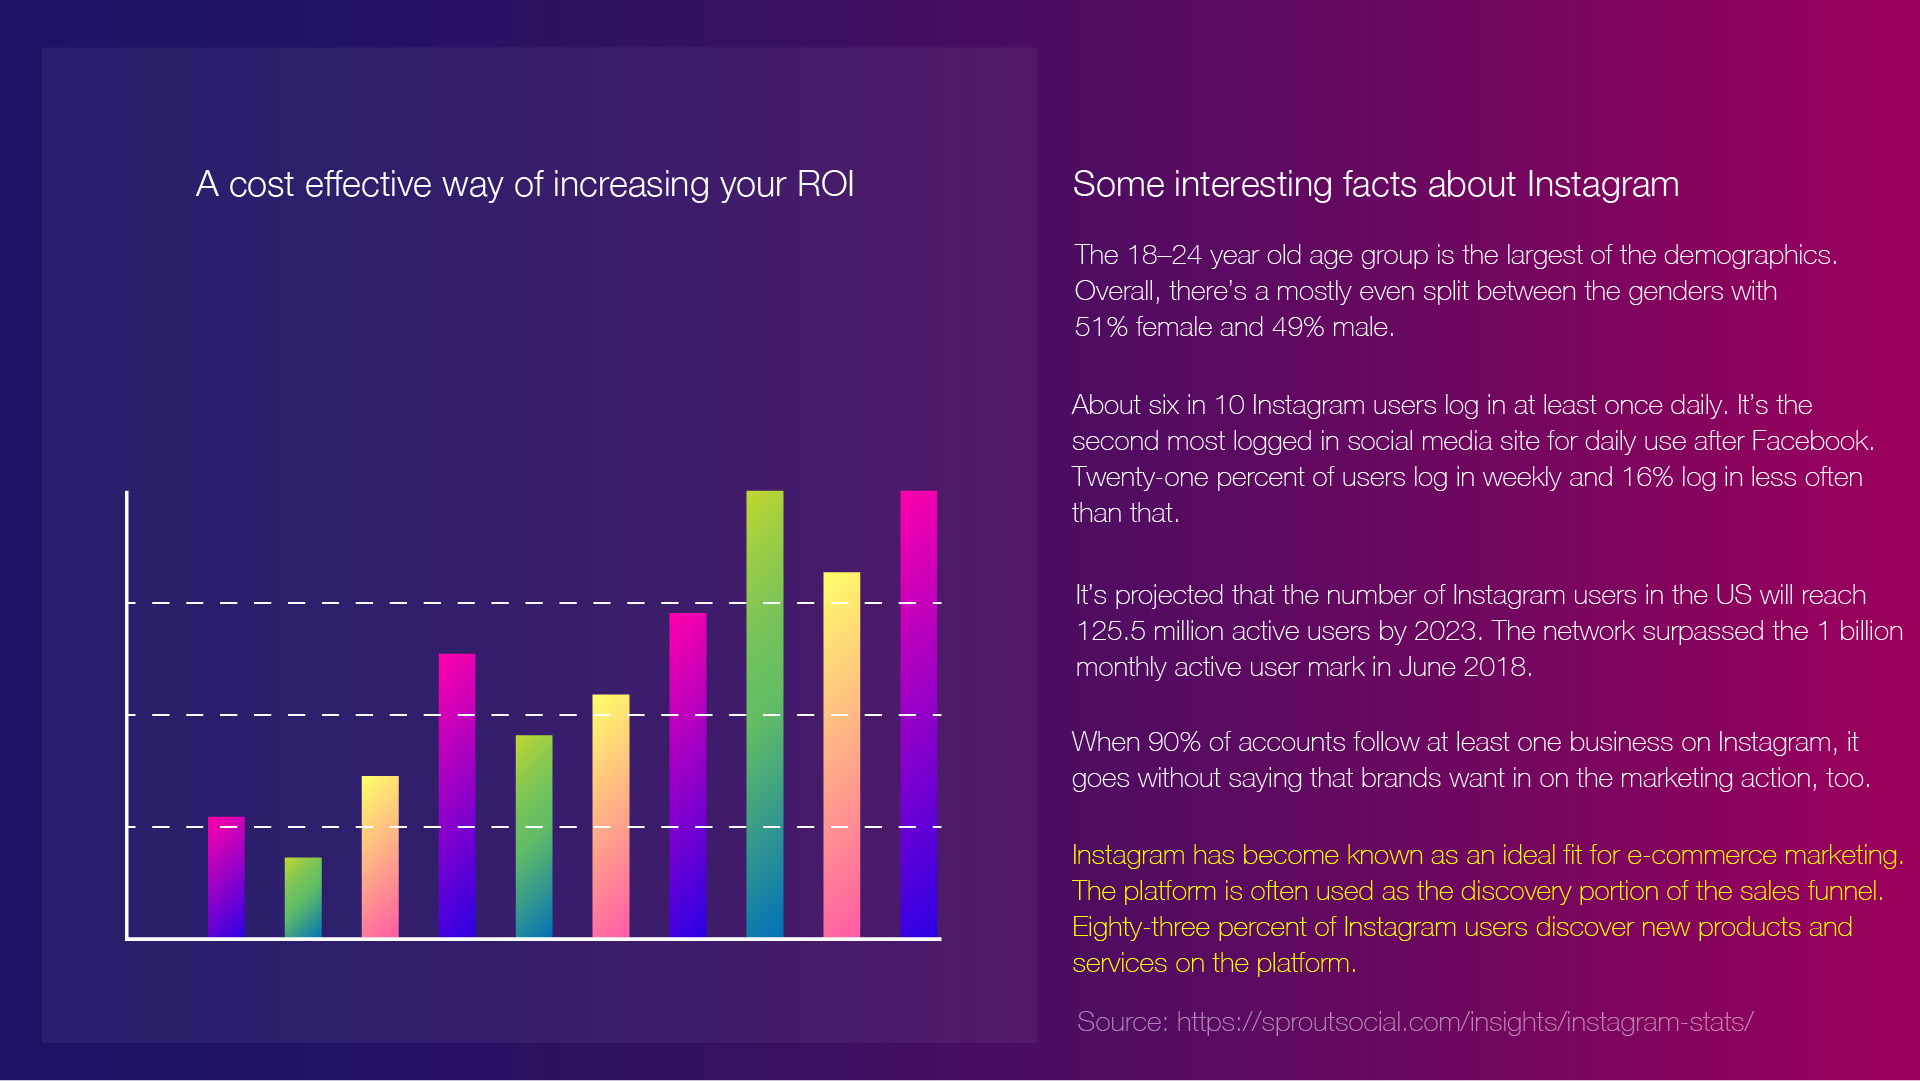 A cost effective way of increasing your ROI
Some interesting facts about Instagram
The 18–24 year old age group is the largest of the demographics.
Overall, there’s a mostly even split between the genders with
51% female and 49% male.
About six in 10 Instagram users log in at least once daily. It’s the
second most logged in social media site for daily use after Facebook.
Twenty-one percent of users log in weekly and 16% log in less often
than that.
It’s projected that the number of Instagram users in the US will reach
125.5 million active users by 2023. The network surpassed the 1 billion
monthly active user mark in June 2018.
When 90% of accounts follow at least one business on Instagram, it
goes without saying that brands want in on the marketing action, too.
Instagram has become known as an ideal fit for e-commerce marketing.
The platform is often used as the discovery portion of the sales funnel.
Eighty-three percent of Instagram users discover new products and
services on the platform.
Source: https://sproutsocial.com/insights/instagram-stats/